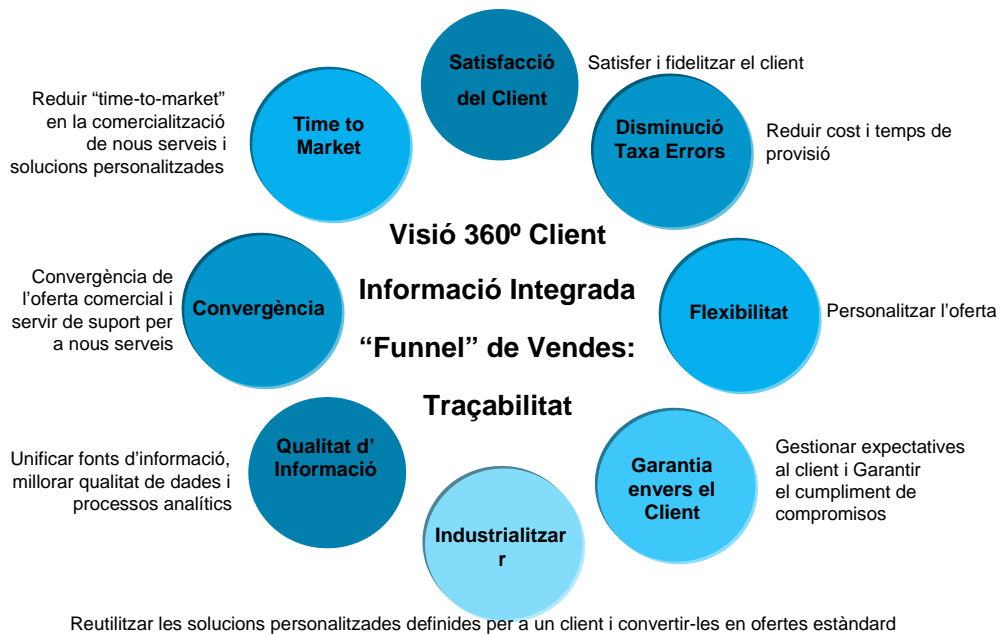 Satisfacció
del Client
Satisfer i fidelitzar el client
Disminució
Taxa Errors
Reduir cost i temps de
provisió
Flexibilitat
Personalitzar l’oferta
Garantia
envers el
Client
Gestionar expectatives
al client i Garantir
el cumpliment de
compromisos
Industrialitzar
r
Reutilitzar les solucions personalitzades definides per a un client i convertir-les en ofertes estàndard
Qualitat d’
Informació
Unificar fonts d’informació,
millorar qualitat de dades i
processos analítics
Convergència
Convergència de
l’oferta comercial i
servir de suport per
a nous serveis
Time to
Market
Reduir “time-to-market”
en la comercialització
de nous serveis i
solucions personalitzades
Visió 360º Client
Informació Integrada
“Funnel” de Vendes:
Traçabilitat